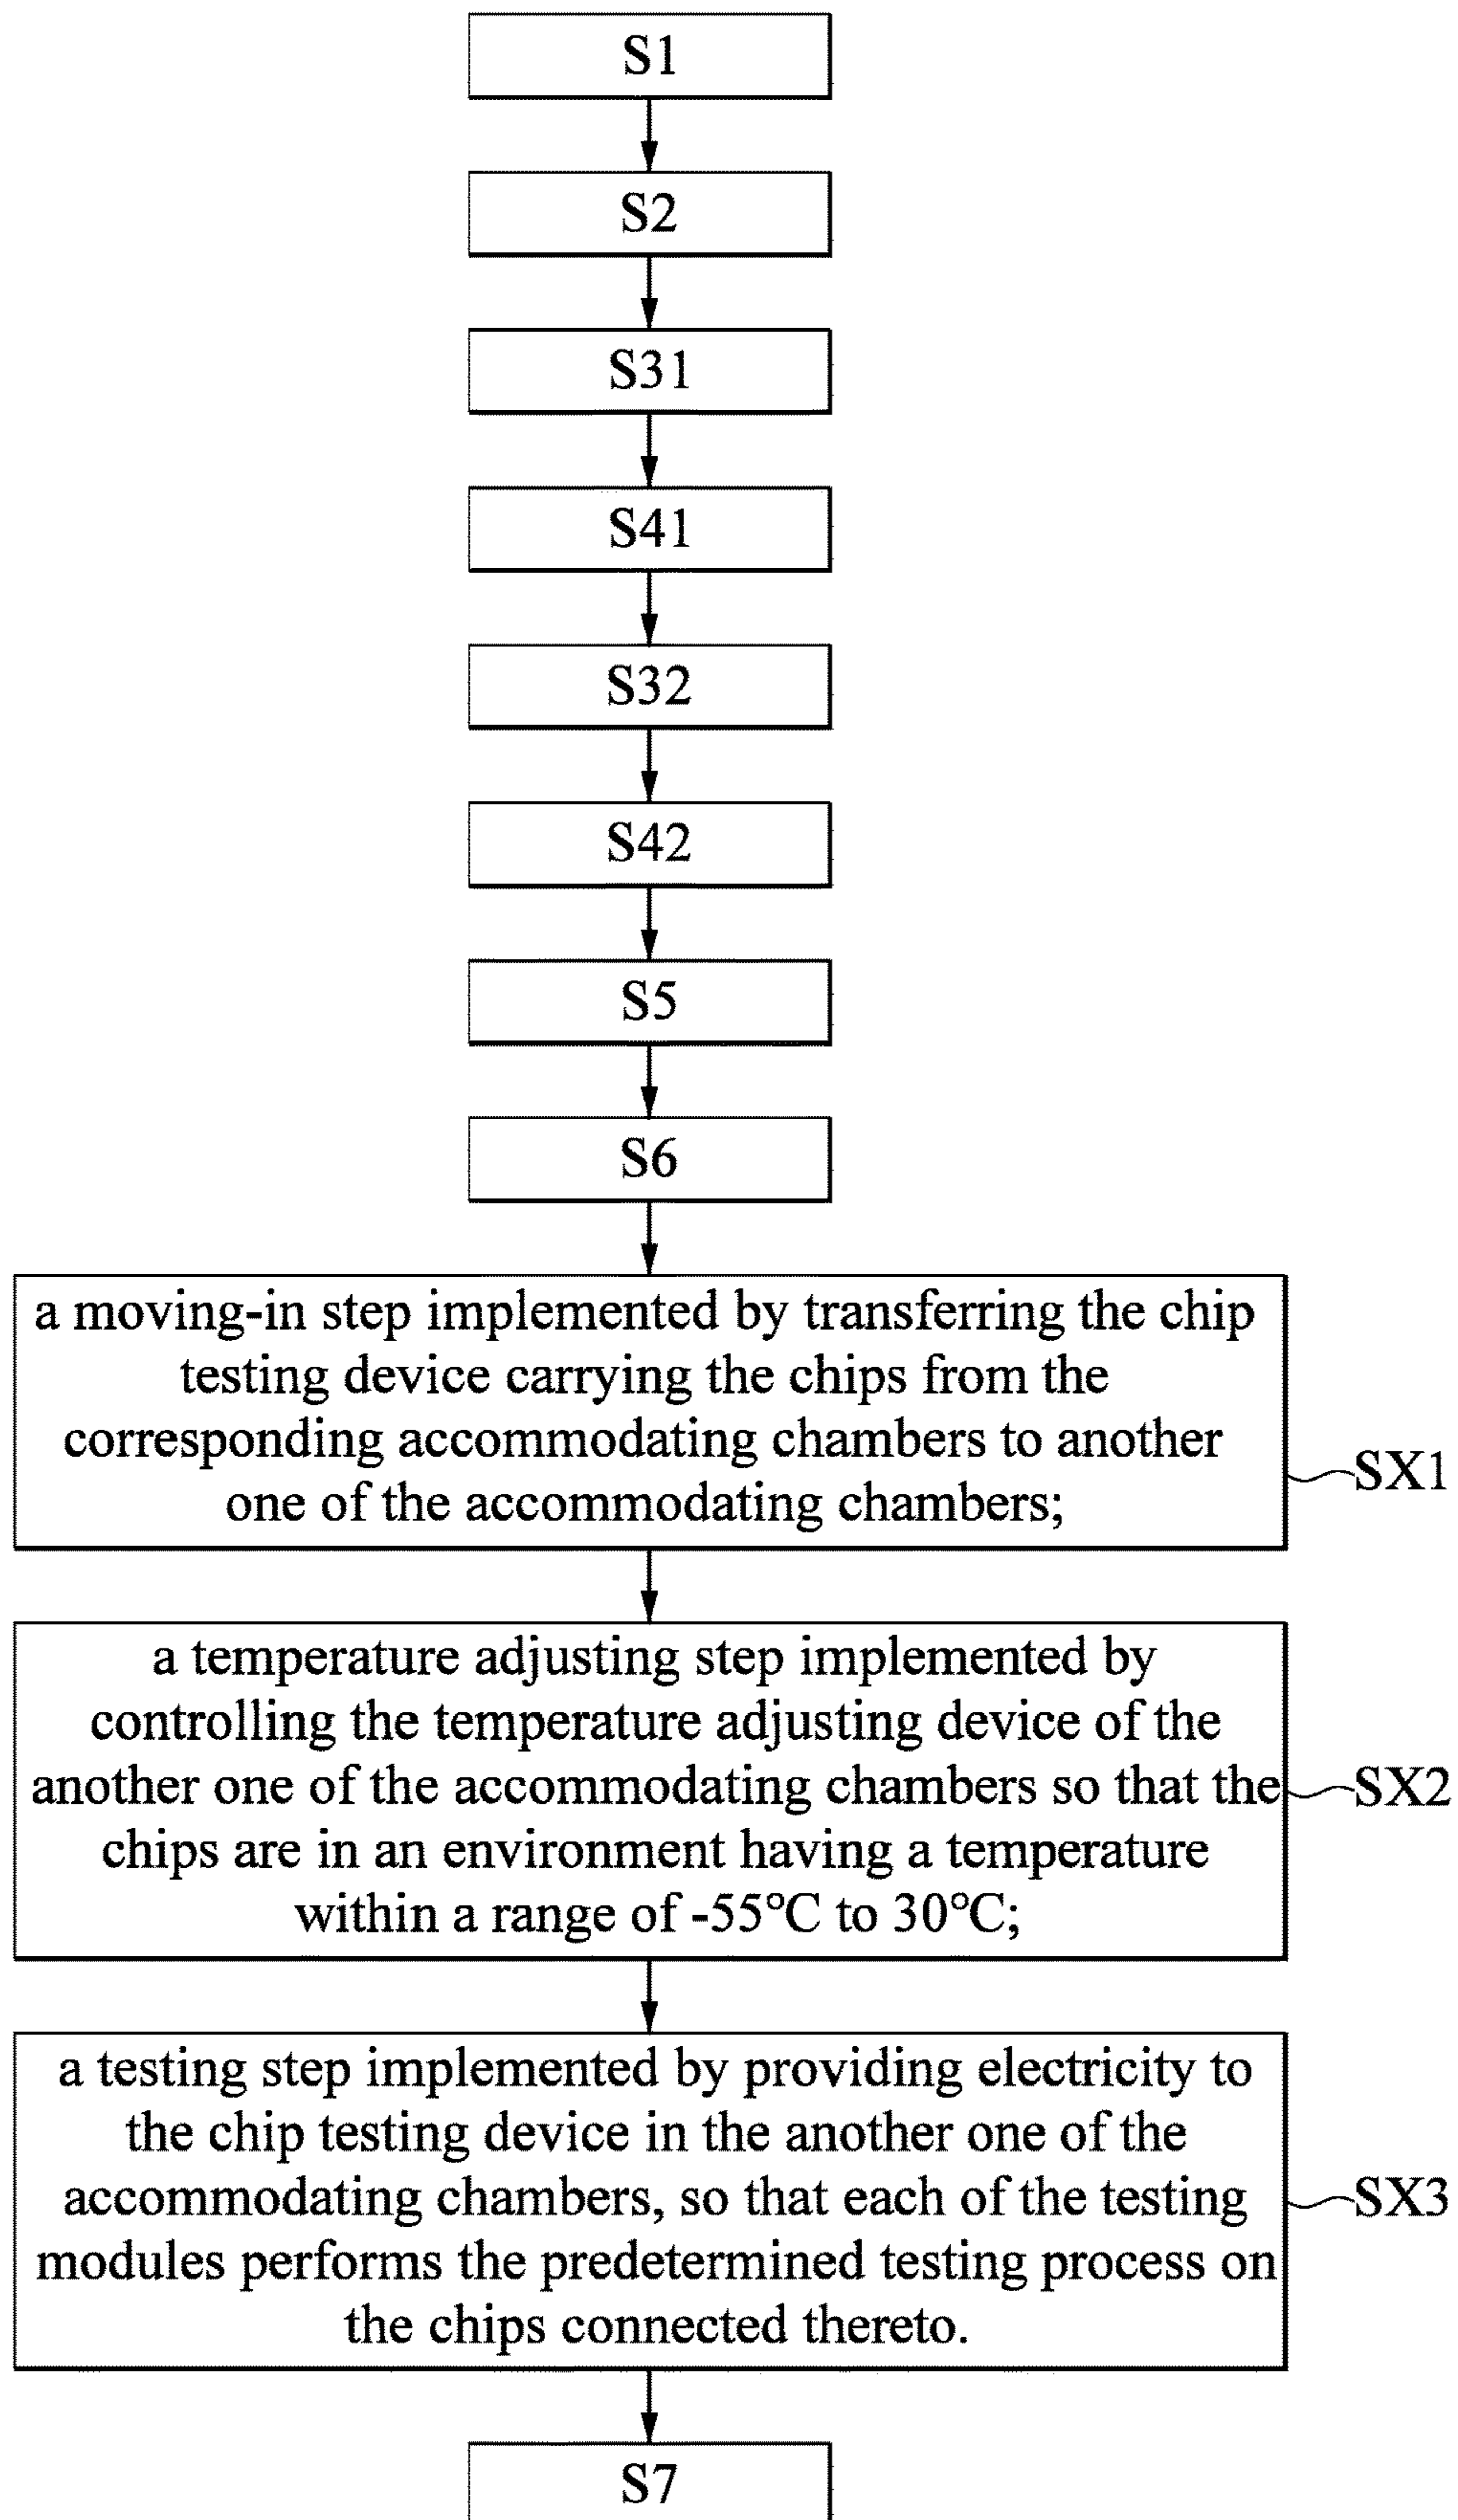 S1
S2
S31
S41
S32
S42
S5
S6
a moving-in step implemented by transferring the chip
testing device carrying the chips from the
corresponding accommodating chambers to another
one of the accommodating chambers;
SX1
a temperature adjusting step implemented by
controlling the temperature adjusting device of the
another one of the accommodating chambers so that the
chips are in an environment having a temperature
within a range of -55°C to 30°C;
SX2
a testing step implemented by providing electricity to
the chip testing device in the another one of the
accommodating chambers, so that each of the testing
modules performs the predetermined testing process on
the chips connected thereto.
SX3
S7